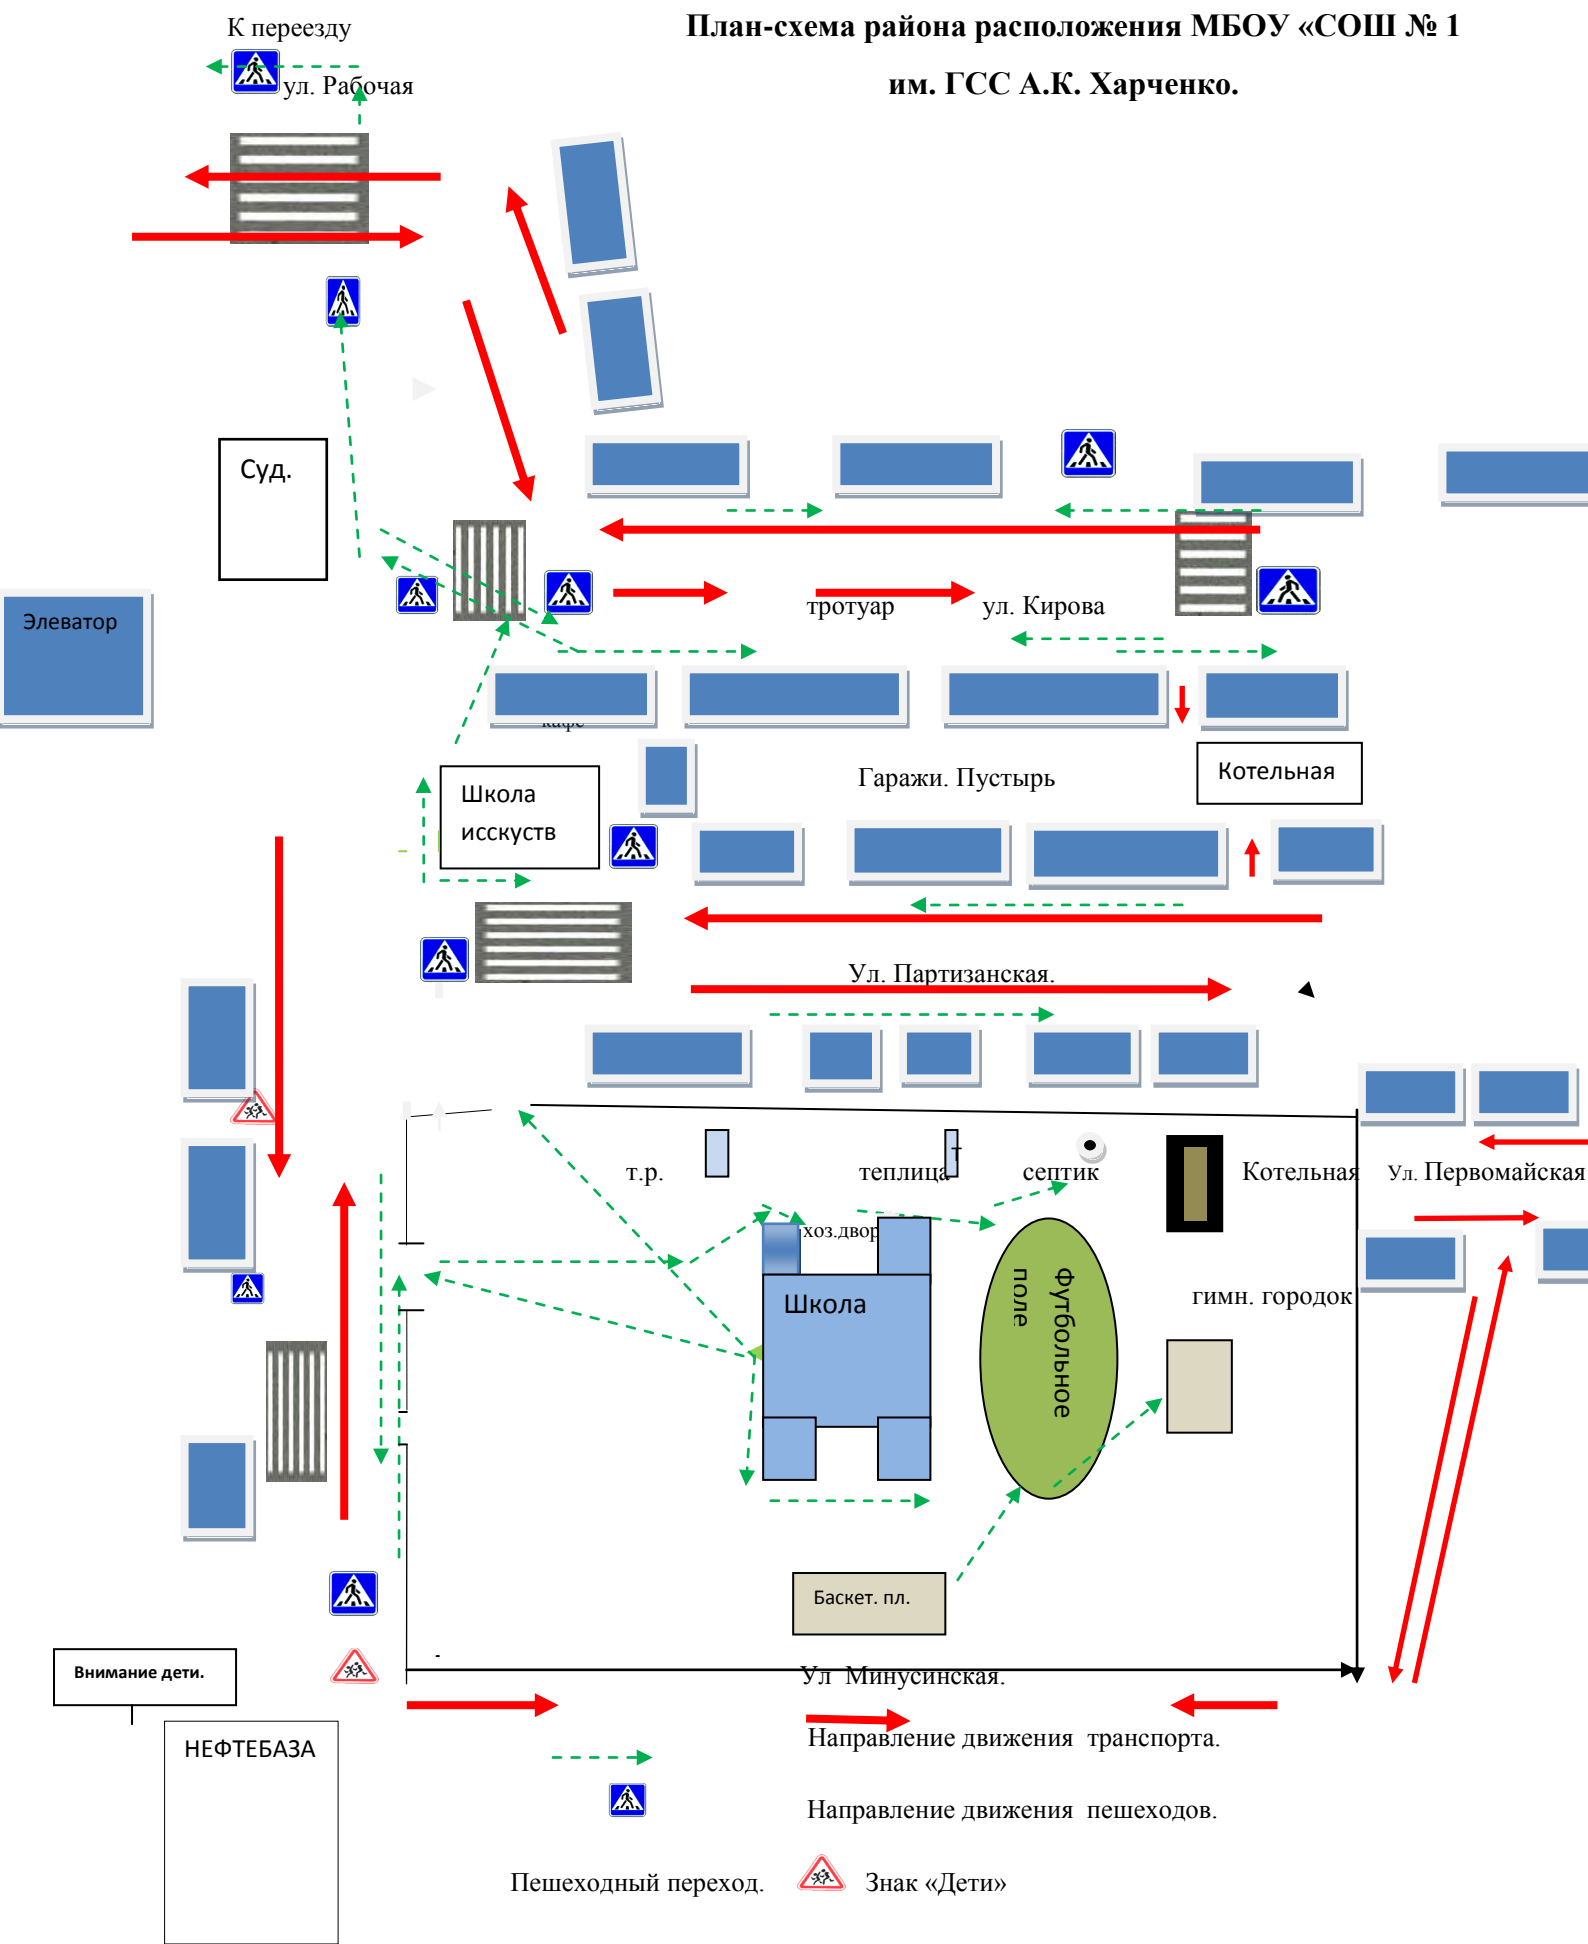 К переезду
План-схема района расположения МБОУ «СОШ № 1
ул. Рабочая
им. ГСС А.К. Харченко.
Суд.
Элеватор
тротуар
ул. Кирова
кафе
Школа
исскуств
Гаражи. Пустырь
Котельная
Ул. Партизанская.
т.р.
теплица
т
септик
Котельная
Ул. Первомайская
хоз.двор
Школа
Футбольное
поле
гимн. городок
Баскет. пл.
Внимание дети.
Ул Минусинская.
НЕФТЕБАЗА
Направление движения транспорта.
Направление движения пешеходов.
Пешеходный переход.
Знак «Дети»